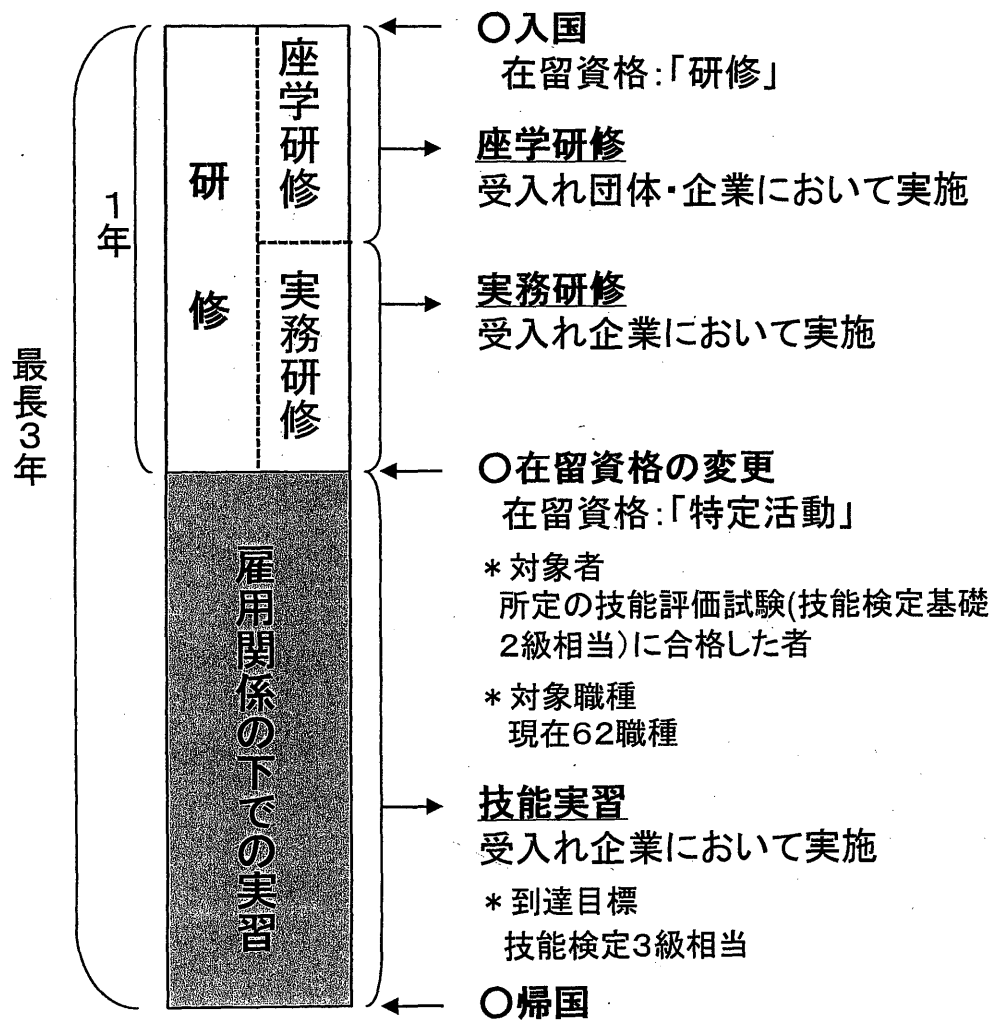 最長3年
1年
研修
座学研修
実務研修
雇用関係の下での実習
○入国
在留資格:「研修」
座学研修
受入れ団体・企業において実施
実務研修
受入れ企業において実施
○在留資格の変更
在留資格:「特定活動」
*対象者
所定の技能評価試験(技能検定基礎
2級相当)に合格した者
*対象職種
現在62職種
技能実習
受入れ企業において実施
*到達目標
技能検定3級相当
○帰国